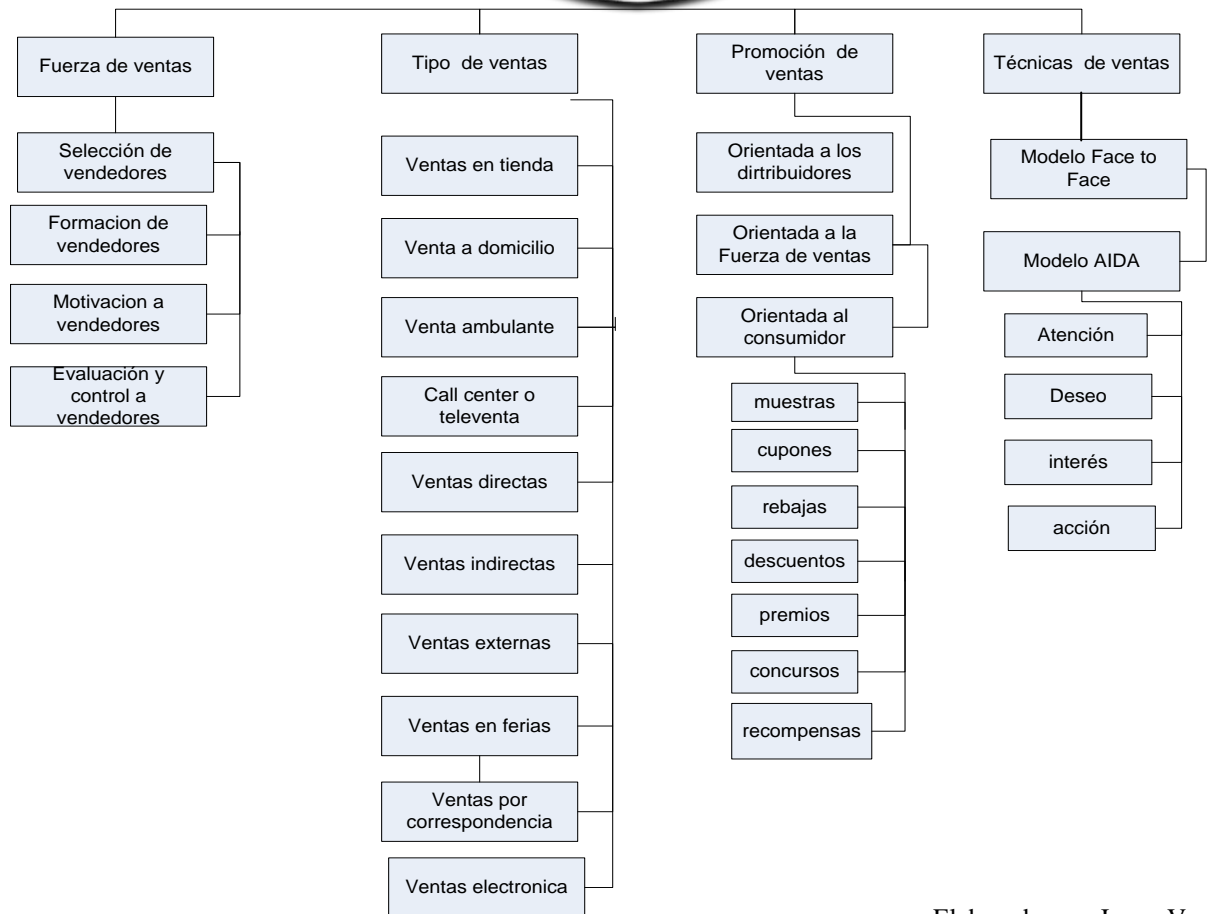 Fuerza de ventas
Selección de
vendedores
Formacion de
vendedores
Motivacion a
vendedores
Evaluación y
control a
vendedores
Tipo de ventas
Ventas en tienda
Venta a domicilio
Venta ambulante
Call center o
televenta
Ventas directas
Ventas indirectas
Ventas externas
Ventas en ferias
Ventas por
correspondencia
Ventas electronica
Promoción de
ventas
Orientada a los
dirtribuidores
Orientada a la
Fuerza de ventas
Orientada al
consumidor
muestras
cupones
rebajas
descuentos
premios
concursos
recompensas
Técnicas de ventas
Modelo Face to
Face
Modelo AIDA
Atención
Deseo
interés
acción